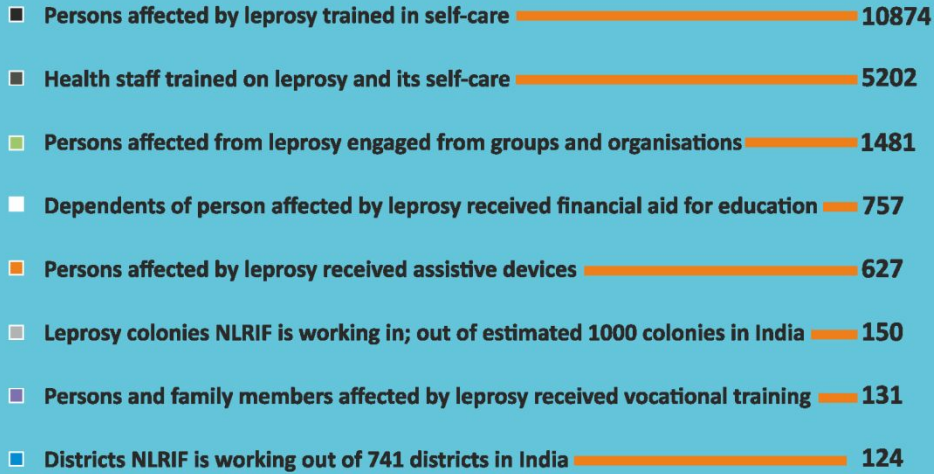 Persons affected by leprosy trained in self-care 10874
Health staff trained on leprosy and its self-care 5202
Persons affected from leprosy engaged from groups and organisations 1481
Dependents of person affected by leprosy received financial aid for education 757
Persons affected by leprosy received assistive devices 627
Leprosy colonies NLRIF is working in; out of estimated 1000 colonies in India 150
Persons and family members affected by leprosy received vocational training 131
Districts NLRIF is working out of 741 districts in India 124